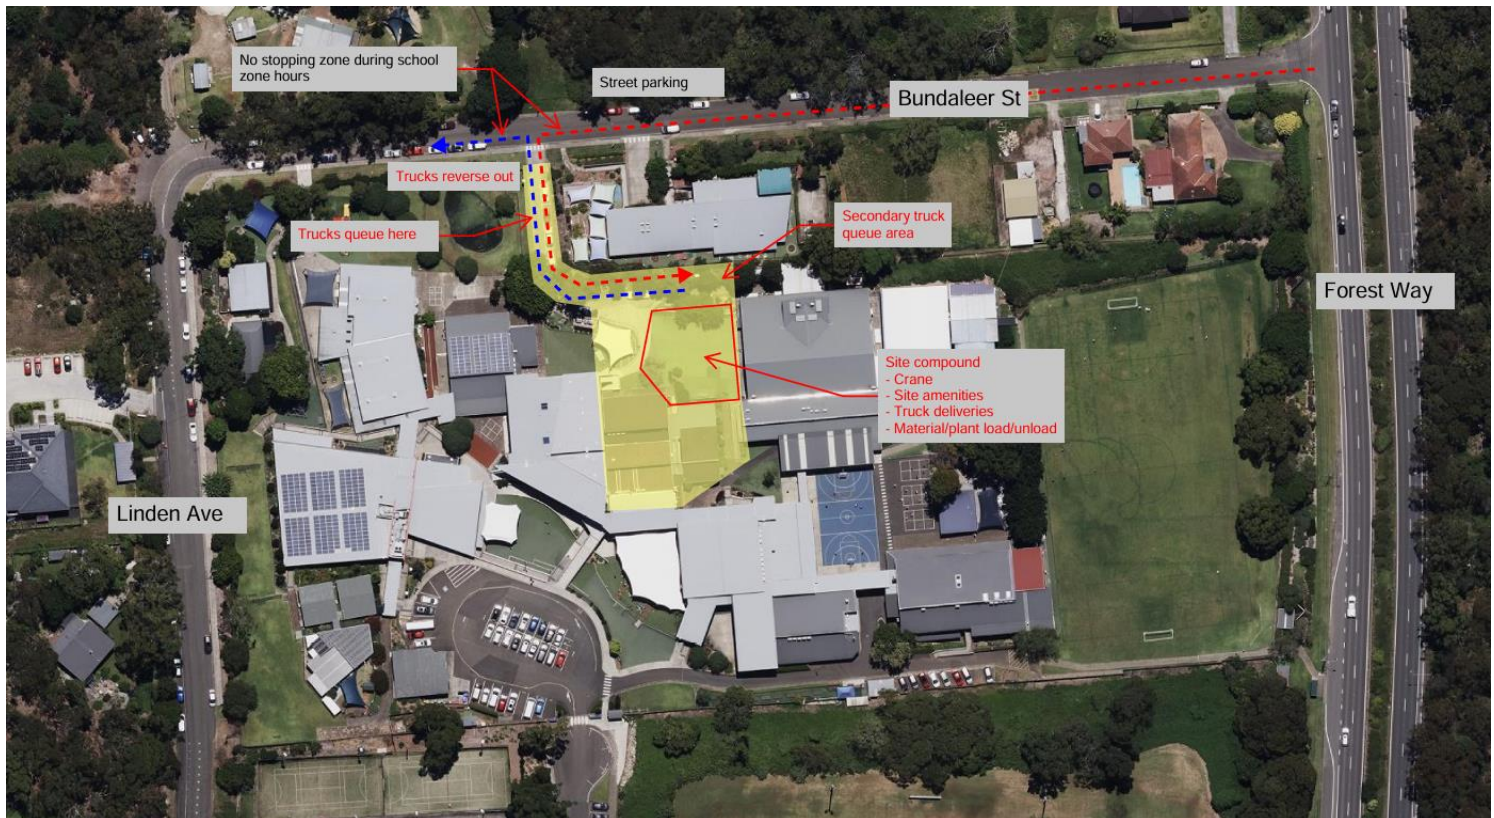 No stopping zone during school
zone hours
Street parking
Bundaleer St
Trucks reverse out
Trucks queue here
Secondary truck
queue area
Forest Way
Site compound
- Crane
- Site amenities
- Truck deliveries
- Material/plant load/unload
Linden Ave